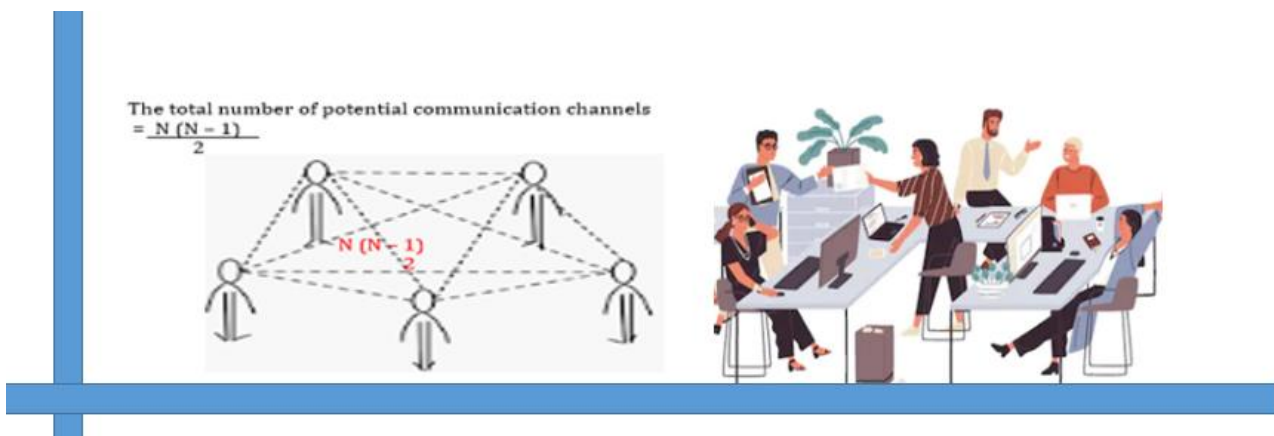 The total number of potential communication channels
= N (N – 1)
2
N (N – 1)
2